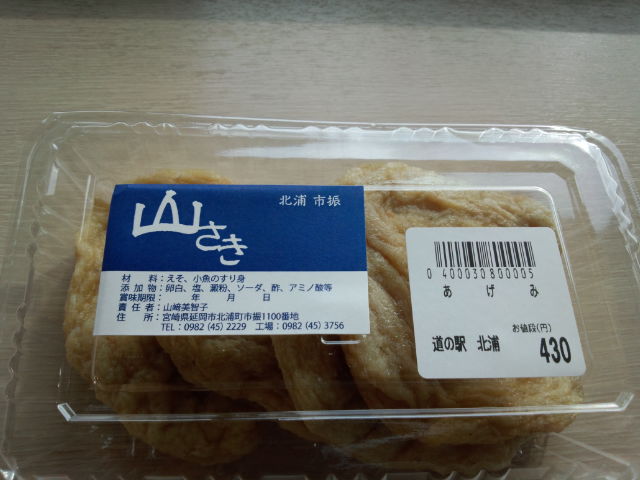 北浦 市振
山さき
材　料：えそ、小魚のすり身
添 加 物：卵白、塩、澱粉、ソーダ、酢、アミノ酸等
賞味期限：　　年　　月　　日
責 任 者：山﨑美智子
住　所：宮崎県延岡市北浦町市振1100番地
TEL：0982 (45) 2229　工場：0982 (45) 3756
0 400030 800005
あげみ
お値段(円)
道の駅 北浦 430